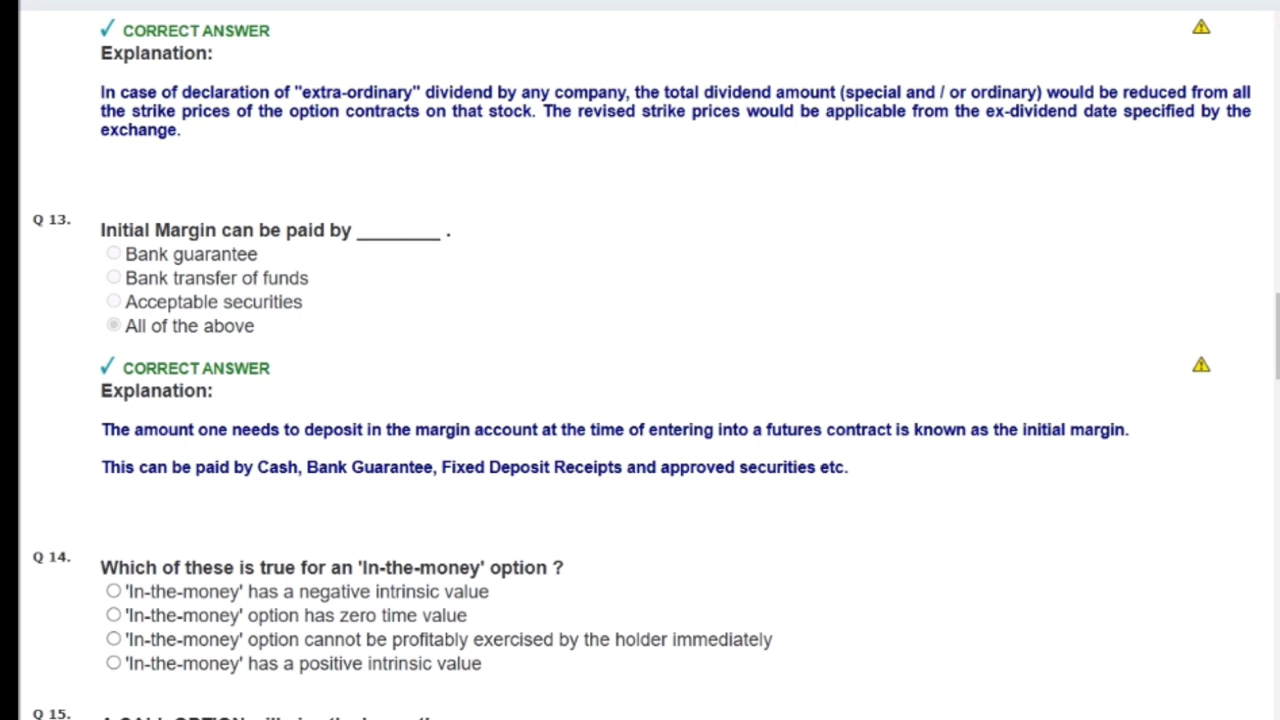 ✓ CORRECT ANSWER
Explanation:
In case of declaration of "extra-ordinary" dividend by any company, the total dividend amount (special and / or ordinary) would be reduced from all
the strike prices of the option contracts on that stock. The revised strike prices would be applicable from the ex-dividend date specified by the
exchange.
Q 13.
Initial Margin can be paid by ________ .
Bank guarantee
Bank transfer of funds
Acceptable securities
All of the above
✓ CORRECT ANSWER
Explanation:
The amount one needs to deposit in the margin account at the time of entering into a futures contract is known as the initial margin.
This can be paid by Cash, Bank Guarantee, Fixed Deposit Receipts and approved securities etc.
Q 14.
Which of these is true for an 'In-the-money' option ?
'In-the-money' has a negative intrinsic value
'In-the-money' option has zero time value
'In-the-money' option cannot be profitably exercised by the holder immediately
'In-the-money' has a positive intrinsic value
Q 15.